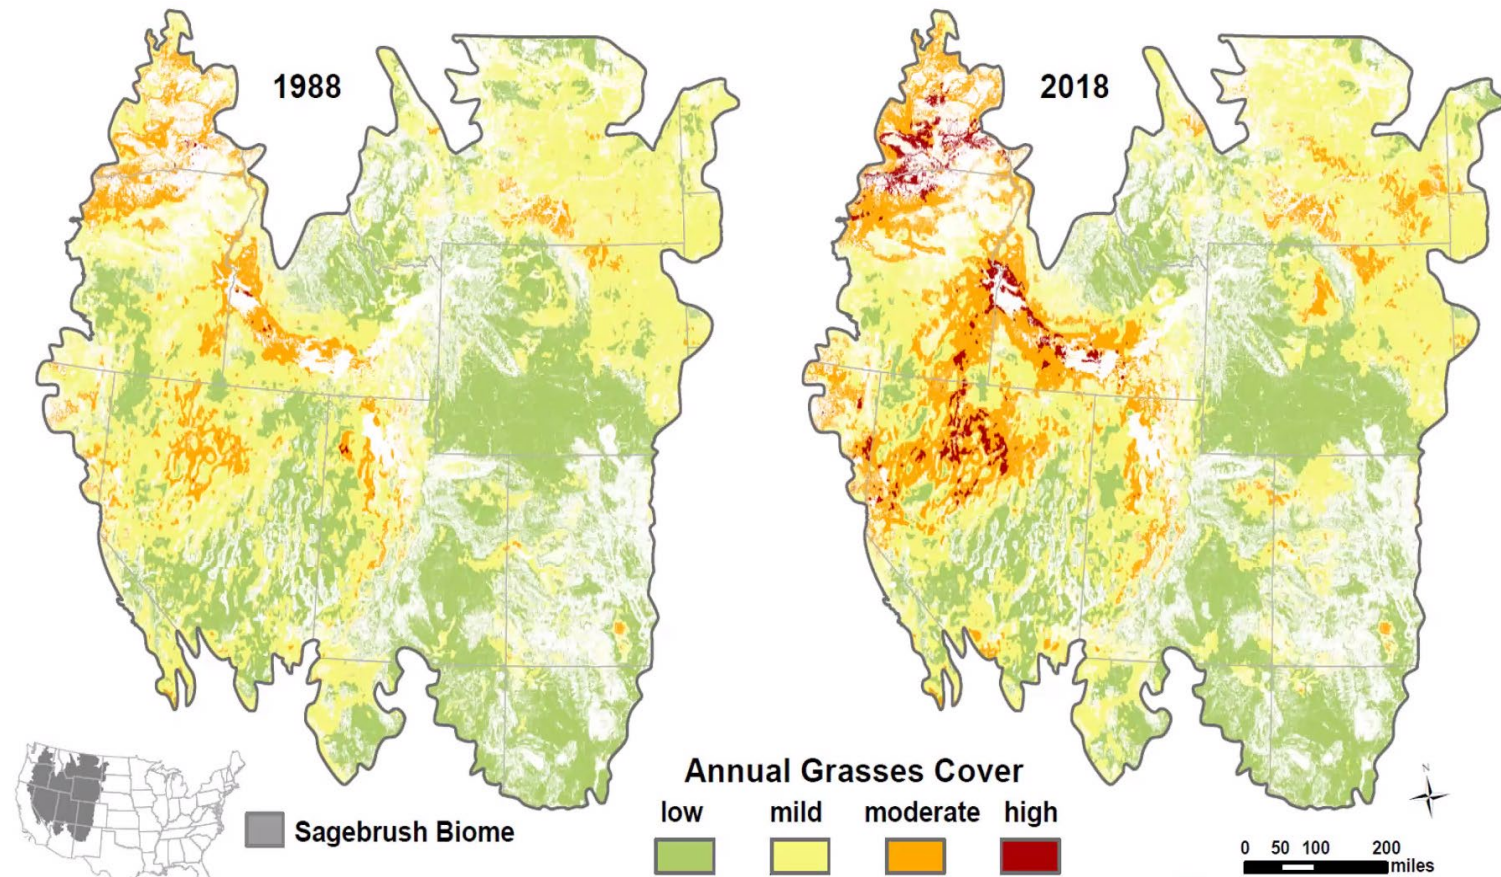 1988
2018
Annual Grasses Cover
low mild moderate high
Sagebrush Biome
N
0 50 100 200
miles